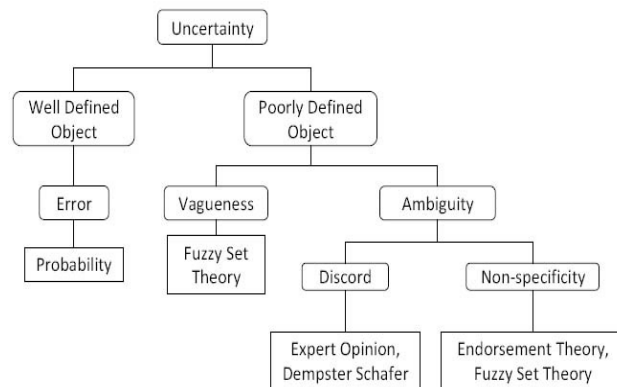 Uncertainty
Well Defined
Object
Poorly Defined
Object
Error
Vagueness
Ambiguity
Probability
Fuzzy Set
Theory
Discord
Non-specificity
Expert Opinion,
Dempster Schafer
Endorsement Theory,
Fuzzy Set Theory